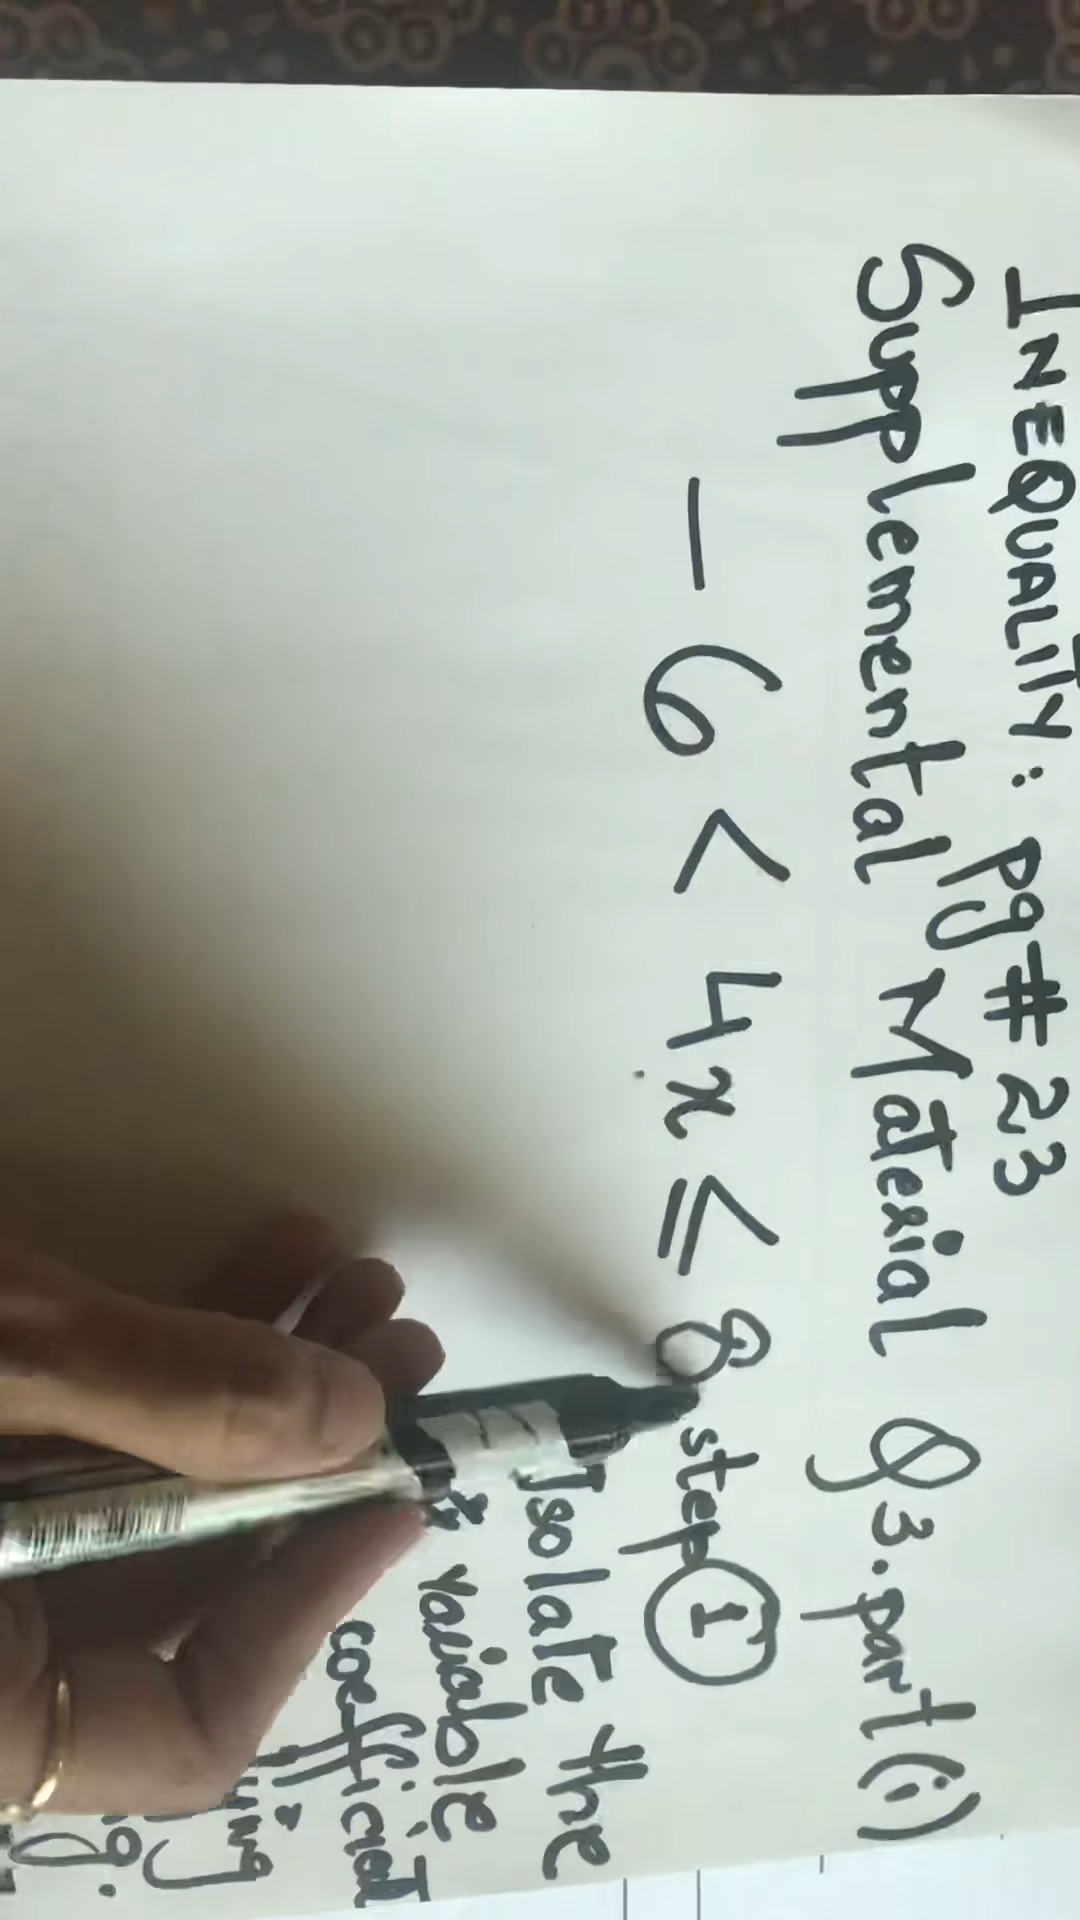 INEQUALITY: pg # 23
Supplemental Material Q3.part(i)
- 6 < 4x ≤ 8
step ①
Isolate the
variable
coefficient